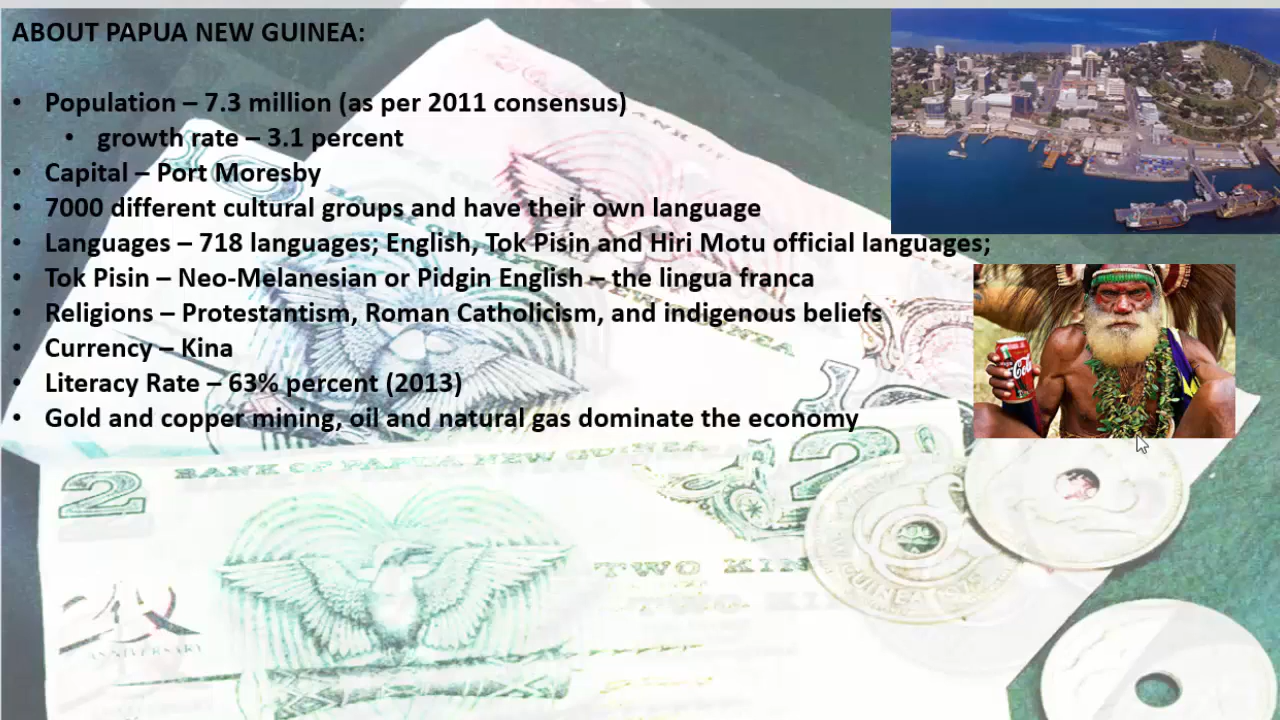 ABOUT PAPUA NEW GUINEA:
• Population – 7.3 million (as per 2011 consensus)
• growth rate – 3.1 percent
• Capital – Port Moresby
• 7000 different cultural groups and have their own language
• Languages – 718 languages; English, Tok Pisin and Hiri Motu official languages;
• Tok Pisin – Neo-Melanesian or Pidgin English – the lingua franca
• Religions – Protestantism, Roman Catholicism, and indigenous beliefs
• Currency – Kina
• Literacy Rate – 63% percent (2013)
• Gold and copper mining, oil and natural gas dominate the economy
2
BANK OF PAPUA NEW GUINEA
2
TWO KIN
ANNIVERSARY